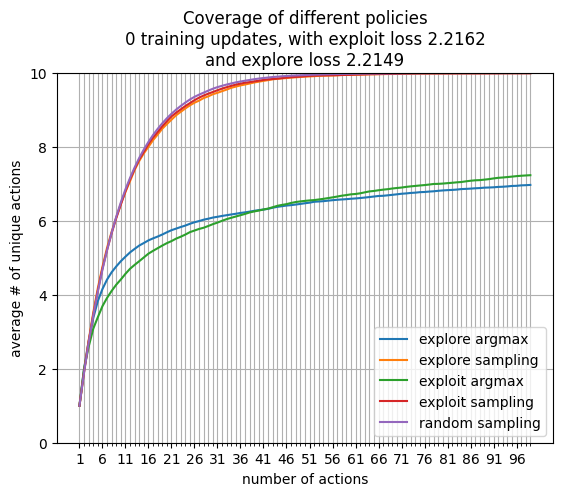 Coverage of different policies
0 training updates, with exploit loss 2.2162
and explore loss 2.2149
average # of unique actions
10
8
6
4
2
0
explore argmax
explore sampling
exploit argmax
exploit sampling
random sampling
1 6 11 16 21 26 31 36 41 46 51 56 61 66 71 76 81 86 91 96
number of actions